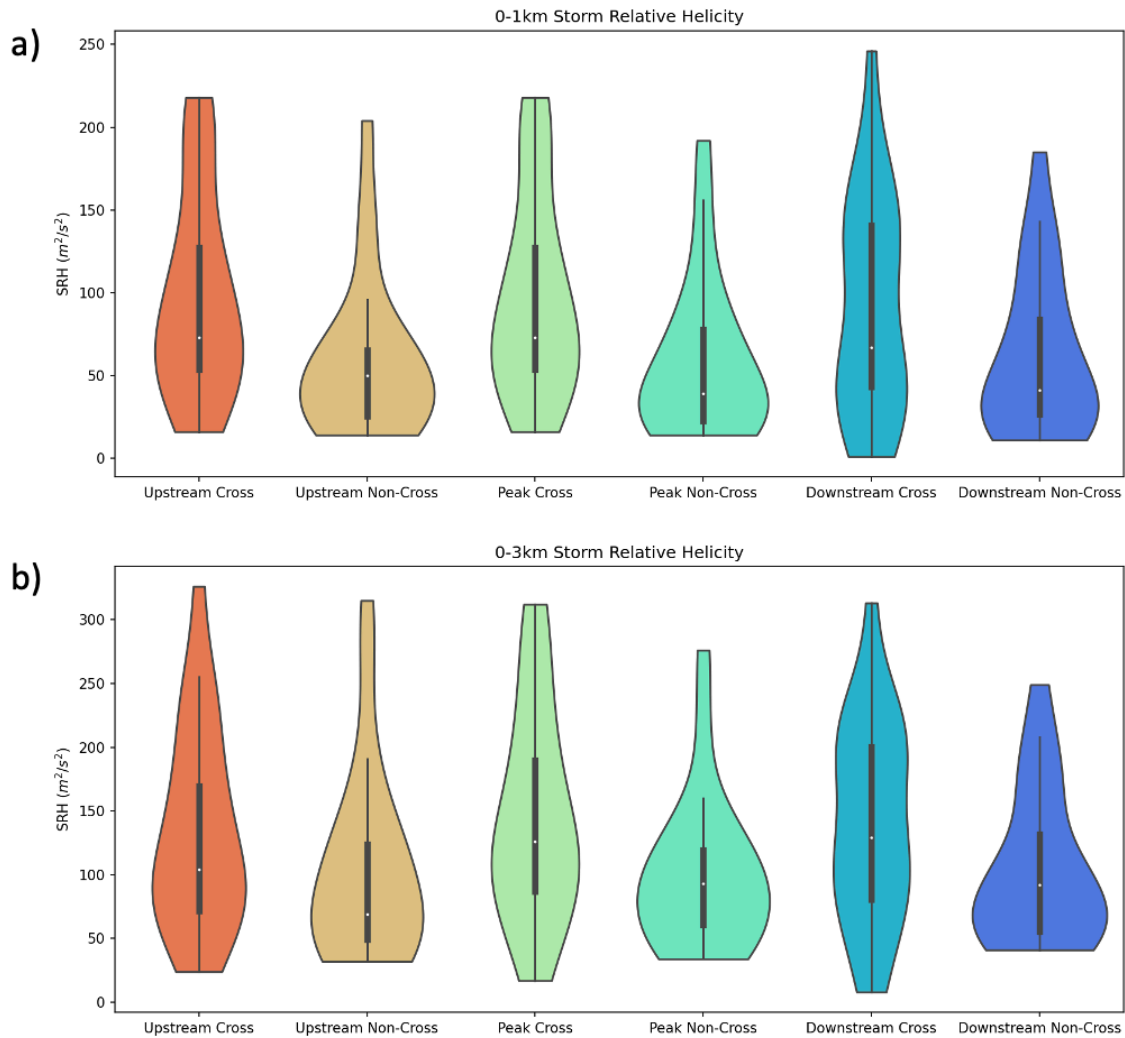 a)
0-1km Storm Relative Helicity
SRH (m²/s²)
250
200
150
100
50
0
Upstream Cross Upstream Non-Cross Peak Cross Peak Non-Cross Downstream Cross Downstream Non-Cross
b)
0-3km Storm Relative Helicity
SRH (m²/s²)
300
250
200
150
100
50
0
Upstream Cross Upstream Non-Cross Peak Cross Peak Non-Cross Downstream Cross Downstream Non-Cross